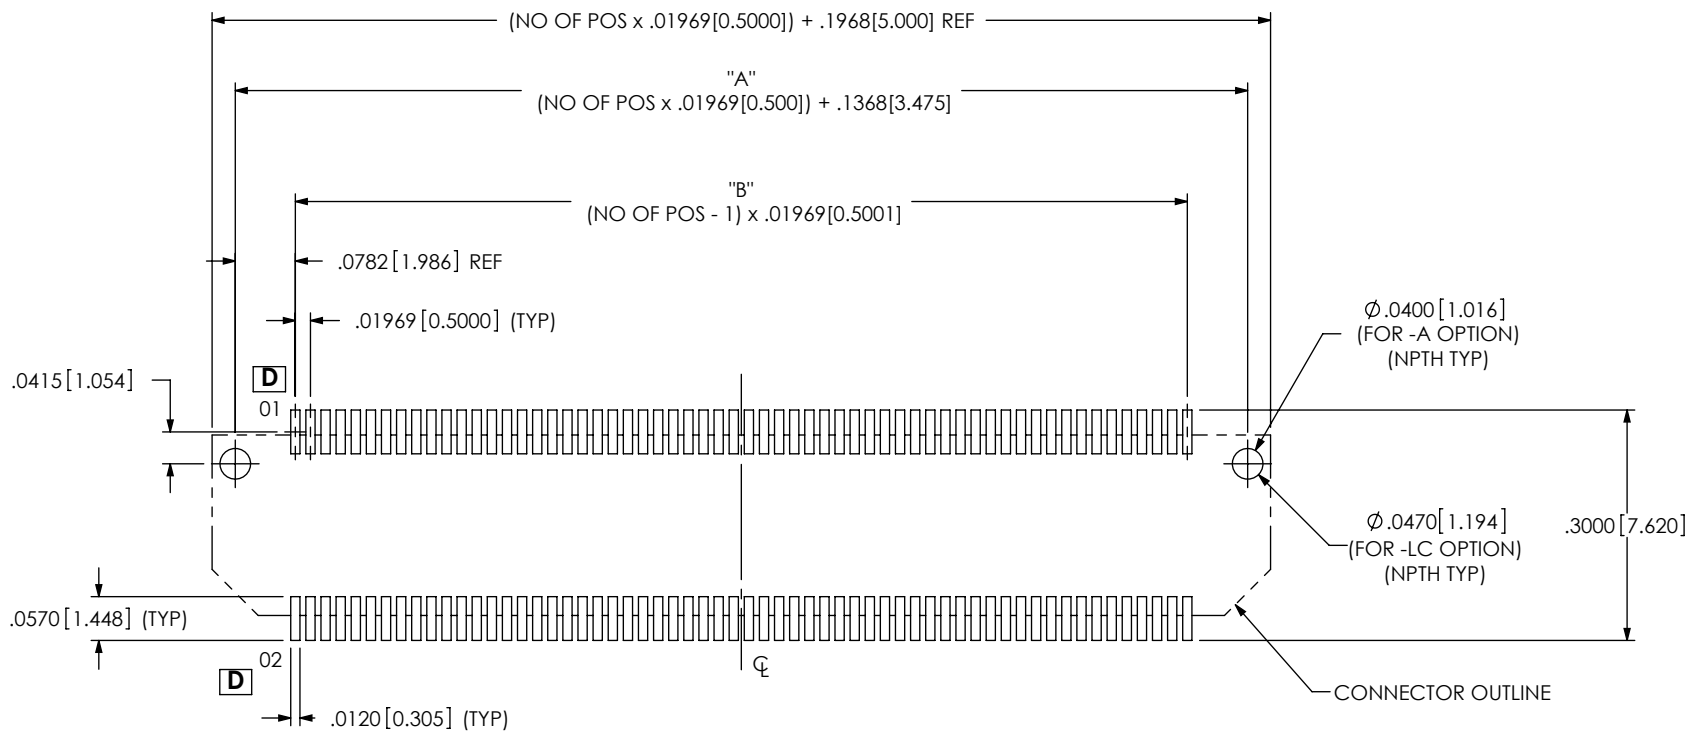 (NO OF POS x .01969[0.5000]) + .1968[5.000] REF
"A"
(NO OF POS x .01969[0.500]) + .1368[3.475]
"B"
(NO OF POS - 1) x .01969[0.5001]
.0782[1.986] REF
.01969[0.5000] (TYP)
Ø.0400[1.016]
(FOR -A OPTION)
(NPTH TYP)
.0415[1.054]
D
01
Ø.0470[1.194]
(FOR -LC OPTION)
(NPTH TYP)
.3000[7.620]
.0570[1.448] (TYP)
02
D
℄
CONNECTOR OUTLINE
.0120[0.305] (TYP)